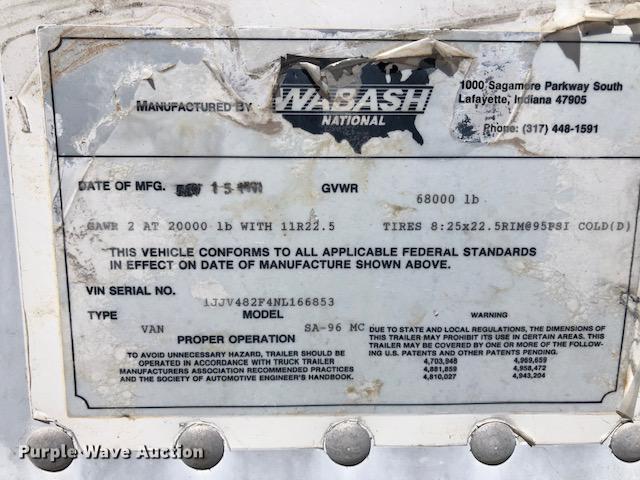 MANUFACTURED BY
WABASH
NATIONAL
1000 Sagamore Parkway South
Lafayette, Indiana 47905
Phone: (317) 448-1591
DATE OF MFG. 15 GVWR 68000 lb
GAWR 2 AT 20000 lb WITH 11R22.5 TIRES 8:25x22.5RIM@95PSI COLD(D)
THIS VEHICLE CONFORMS TO ALL APPLICABLE FEDERAL STANDARDS
IN EFFECT ON DATE OF MANUFACTURE SHOWN ABOVE.
VIN SERIAL NO. 1JJV482F4NL166853
TYPE MODEL
VAN SA-96 MC
PROPER OPERATION
TO AVOID UNNECESSARY HAZARD, TRAILER SHOULD BE
OPERATED IN ACCORDANCE WITH TRUCK TRAILER
MANUFACTURERS ASSOCIATION RECOMMENDED PRACTICES
AND THE SOCIETY OF AUTOMOTIVE ENGINEER'S HANDBOOK.
WARNING
DUE TO STATE AND LOCAL REGULATIONS, THE DIMENSIONS OF
THIS TRAILER MAY PROHIBIT ITS USE IN CERTAIN AREAS. THIS
TRAILER MAY BE COVERED BY ONE OR MORE OF THE FOLLOW-
ING U.S. PATENTS AND OTHER PATENTS PENDING.
4,703,948 4,969,659
4,881,859 4,958,472
4,810,027 4,943,204
Purple Wave Auction